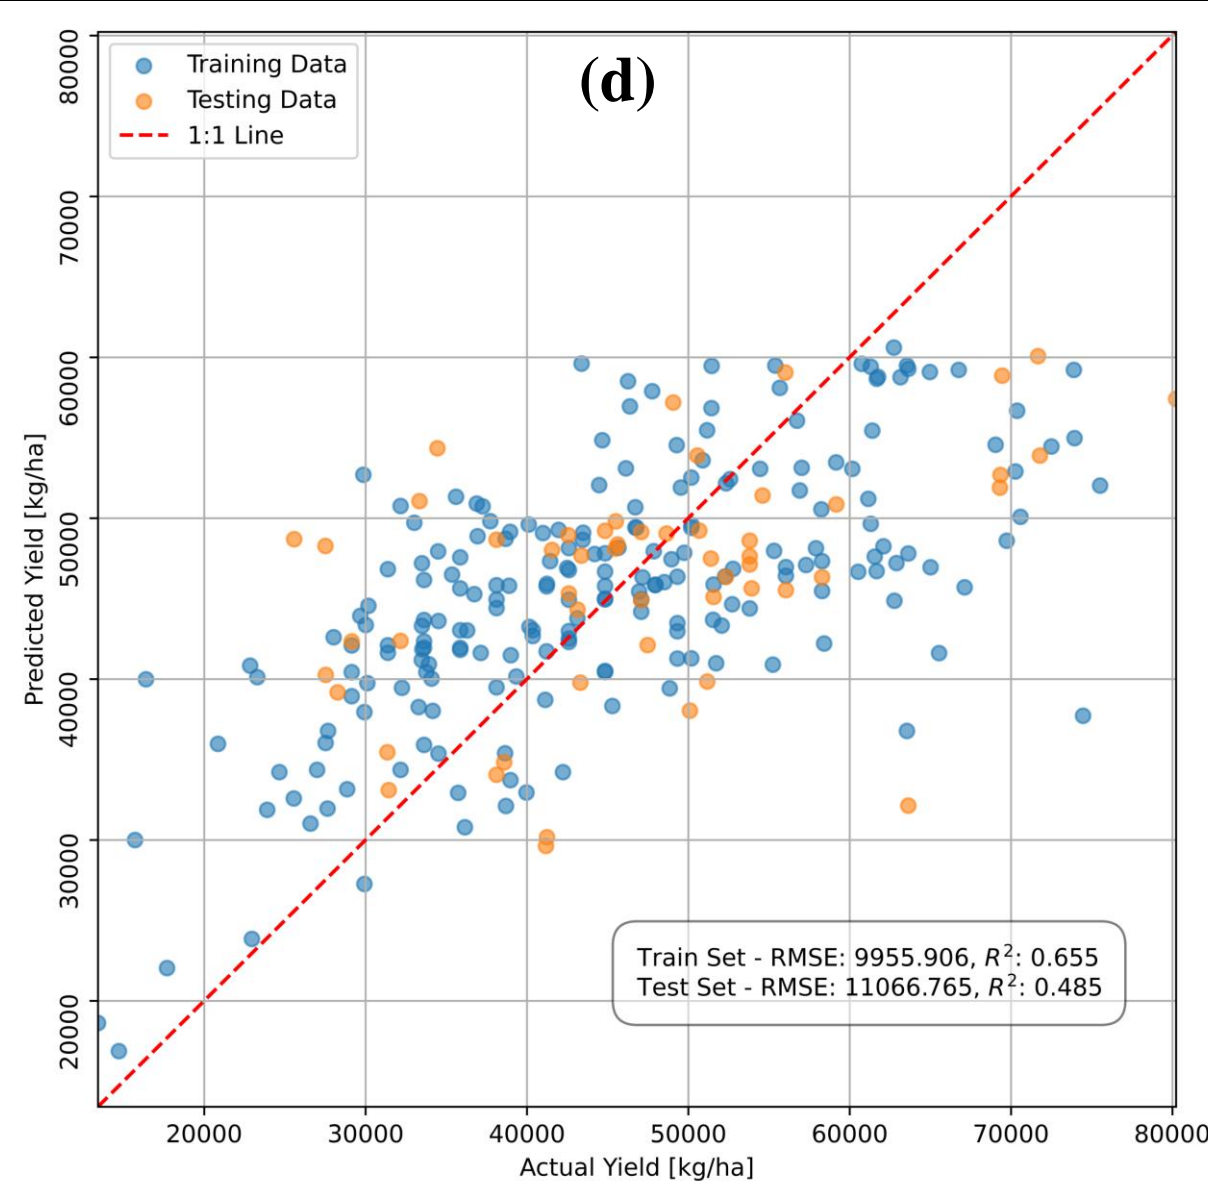 (d)
Training Data
Testing Data
1:1 Line
80000
70000
60000
50000
40000
30000
20000
Predicted Yield [kg/ha]
Train Set - RMSE: 9955.906, R²: 0.655
Test Set - RMSE: 11066.765, R²: 0.485
20000 30000 40000 50000 60000 70000 80000
Actual Yield [kg/ha]